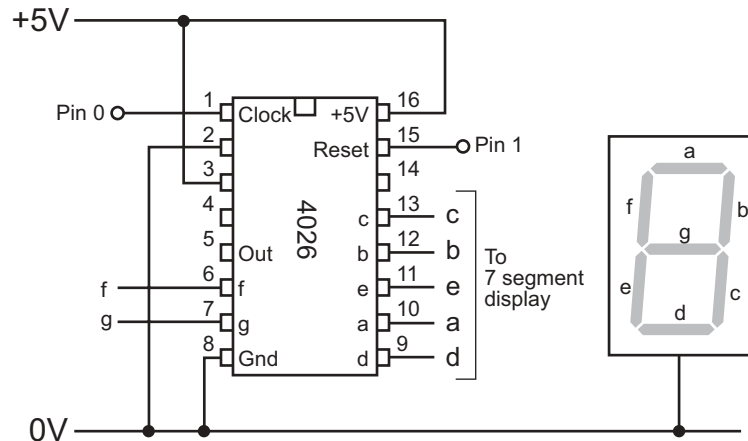 +5V
Pin 0
1
Clock
+5V
16
2
Reset
15
Pin 1
3
14
4
4026
c
13
c
5
Out
b
12
b
To
7 segment
display
f
6
f
e
11
e
g
7
g
a
10
a
8
Gnd
d
9
d
0V
a
f
b
g
e
c
d